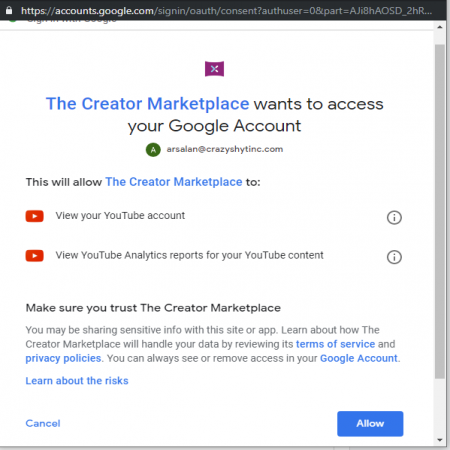 https://accounts.google.com/signin/oauth/consent?authuser=0&part=AJi8hAOSD_2hR...
Sign in with Google
The Creator Marketplace wants to access
your Google Account
A arsalan@crazyshytinc.com
This will allow The Creator Marketplace to:
View your YouTube account
View YouTube Analytics reports for your YouTube content
Make sure you trust The Creator Marketplace
You may be sharing sensitive info with this site or app. Learn about how The
Creator Marketplace will handle your data by reviewing its terms of service and
privacy policies. You can always see or remove access in your Google Account.
Learn about the risks
Cancel Allow